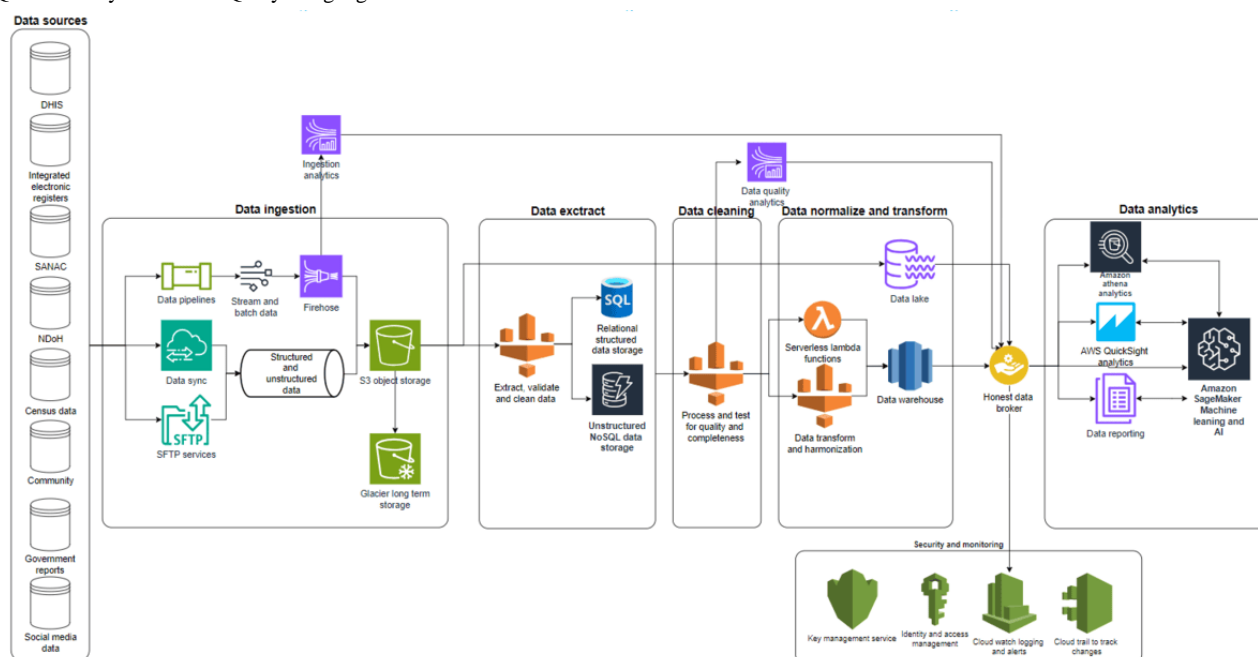 Data sources
DHIS
Integrated
electronic
registers
SANAC
NDoH
Census data
Community
Government
reports
Social media
data
Ingestion
analytics
Data ingestion
Data pipelines
Stream and
batch data
Firehose
Data sync
Structured
and
unstructured
data
S3 object storage
SFTP
SFTP services
Glacier long term
storage
Data exctract
Extract, validate
and clean data
SQL
Relational
structured
data storage
Unstructured
NoSQL data
storage
Data quality
analytics
Data cleaning
Process and test
for quality and
completeness
Data normalize and transform
Data lake
Serverless lambda
functions
Data transform
and harmonization
Data warehouse
Honest data
broker
Data analytics
Amazon
athena
analytics
AWS QuickSight
analytics
Data reporting
Amazon
SageMaker
Machine
leaning and
AI
Security and monitoring
Key management service
Identity and access
management
Cloud watch logging
and alerts
Cloud trail to track
changes